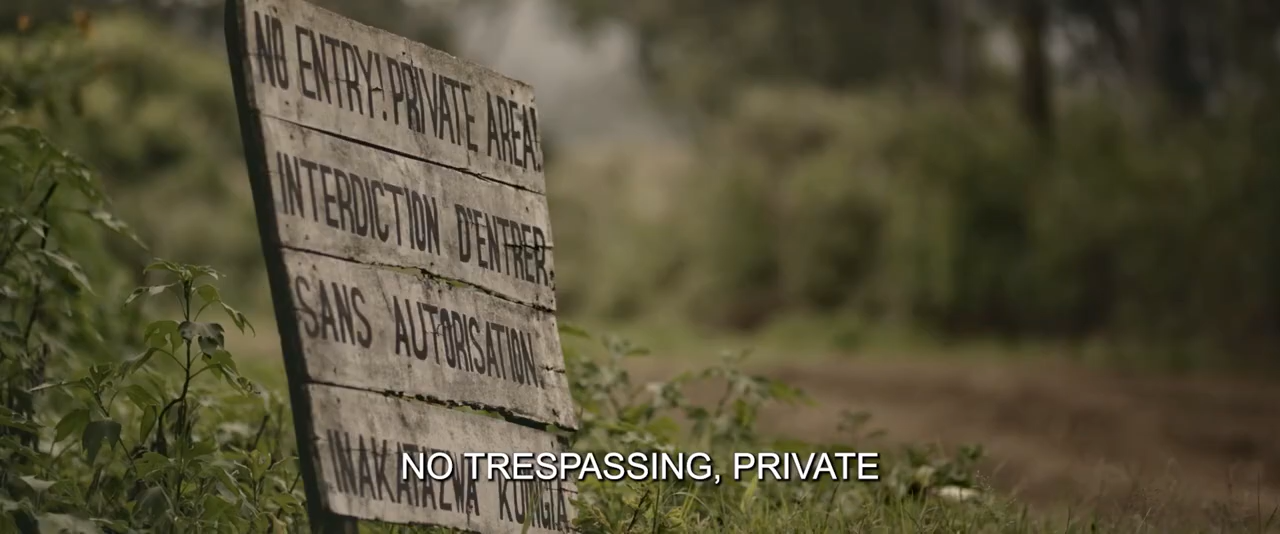 NO ENTRY! PRIVATE AREA!
INTERDICTION D'ENTRER
SANS AUTORISATION.
INAKATAZWA KUINGIA
NO TRESPASSING, PRIVATE